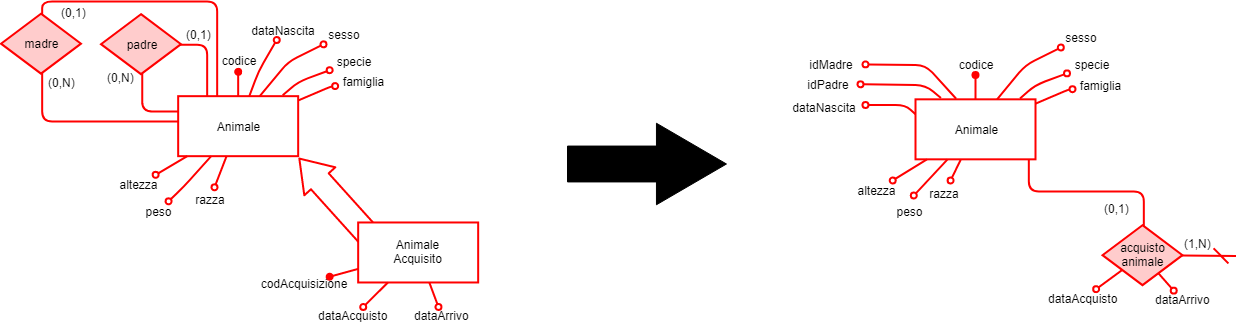 (0,1)
madre
(0,N)
padre
(0,1)
(0,N)
dataNascita
sesso
codice
specie
famiglia
Animale
altezza
peso
razza
Animale
Acquisito
codAcquisizione
dataAcquisto
dataArrivo
sesso
idMadre
codice
specie
idPadre
famiglia
dataNascita
Animale
altezza
peso
razza
(0,1)
acquisto
animale
(1,N)
dataAcquisto
dataArrivo